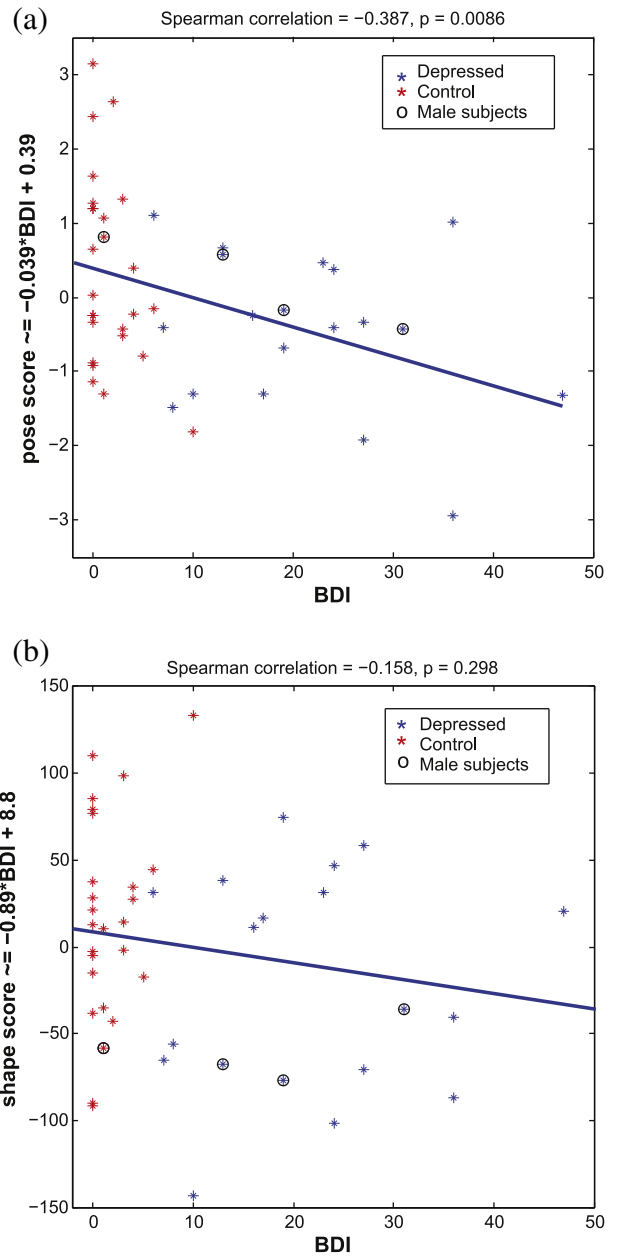 (a)
Spearman correlation = −0.387, p = 0.0086
pose score ~= −0.039*BDI + 0.39
3
2
1
0
−1
−2
−3
* Depressed
* Control
o Male subjects
0 10 20 30 40 50
BDI
(b)
Spearman correlation = −0.158, p = 0.298
shape score ~= −0.89*BDI + 8.8
150
100
50
0
−50
−100
−150
* Depressed
* Control
o Male subjects
0 10 20 30 40 50
BDI